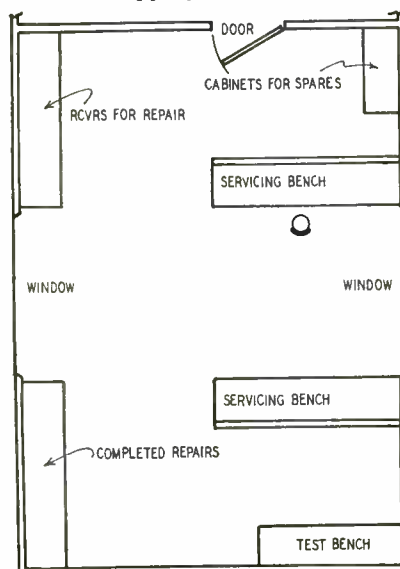 DOOR
CABINETS FOR SPARES
RCVRS FOR REPAIR
SERVICING BENCH
WINDOW
WINDOW
SERVICING BENCH
COMPLETED REPAIRS
TEST BENCH